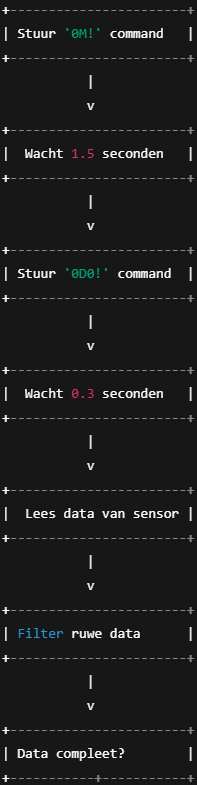 +-----------------------+
| Stuur '0M!' command   |
+-----------------------+
           |
           v
+-----------------------+
|  Wacht 1.5 seconden   |
+-----------------------+
           |
           v
+-----------------------+
| Stuur '0D0!' command  |
+-----------------------+
           |
           v
+-----------------------+
| Wacht 0.3 seconden    |
+-----------------------+
           |
           v
+-----------------------+
|  Lees data van sensor |
+-----------------------+
           |
           v
+-----------------------+
| Filter ruwe data      |
+-----------------------+
           |
           v
+-----------------------+
| Data compleet?        |
+-----------+-----------+